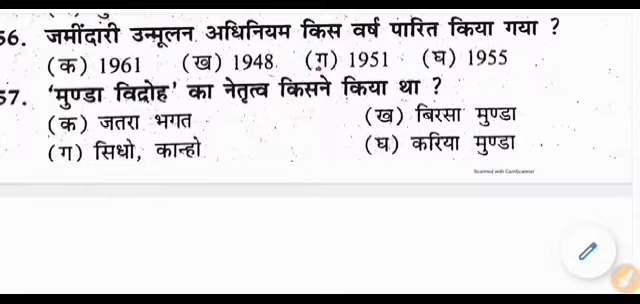 56. जमींदारी उन्मूलन अधिनियम किस वर्ष पारित किया गया ?
(क) 1961 (ख) 1948 (ग) 1951 (घ) 1955
57. 'मुण्डा विद्रोह' का नेतृत्व किसने किया था ?
(क) जतरा भगत (ख) बिरसा मुण्डा
(ग) सिधो, कान्हो (घ) करिया मुण्डा
Scanned with CamScanner